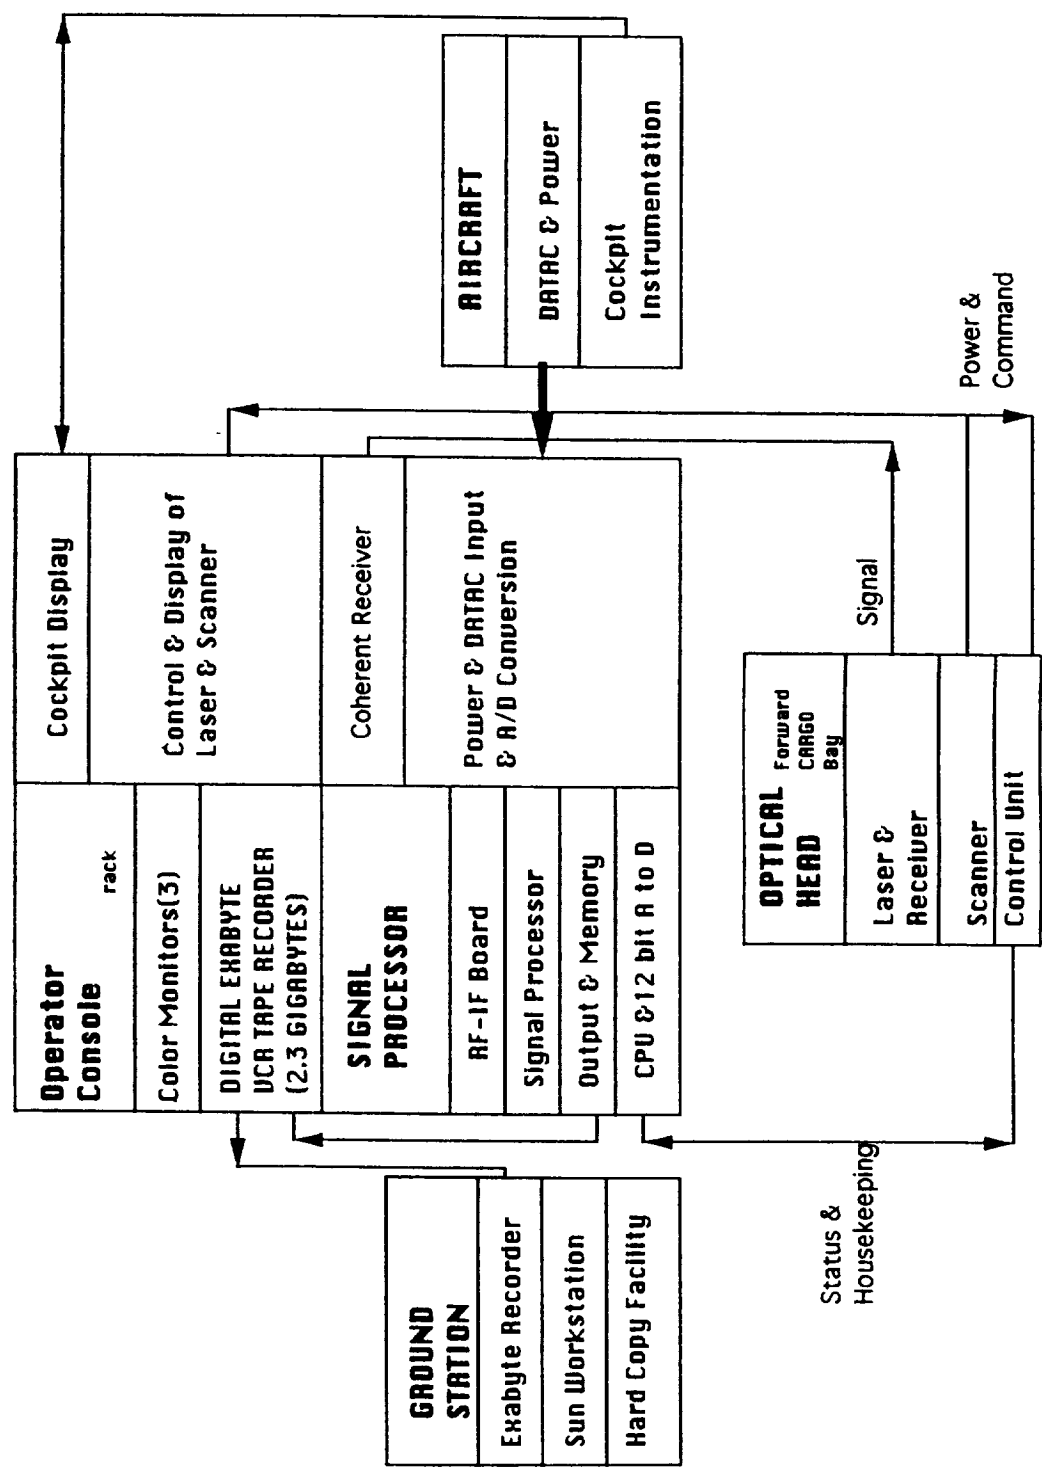 Operator
Console
rack
Color Monitors(3)
DIGITAL EXABYTE
VCR TAPE RECORDER
(2.3 GIGABYTES)
SIGNAL
PROCESSOR
RF-IF Board
Signal Processor
Output & Memory
CPU &12 bit A to D
Cockpit Display
Control & Display of
Laser & Scanner
Coherent Receiver
Power & DATAC Input
& A/D Conversion
AIRCRAFT
DATAC & Power
Cockpit
Instrumentation
GROUND
STATION
Exabyte Recorder
Sun Workstation
Hard Copy Facility
Status &
Housekeeping
OPTICAL
HEAD
Forward
CARGO
Bay
Laser &
Receiver
Scanner
Control Unit
Signal
Power &
Command